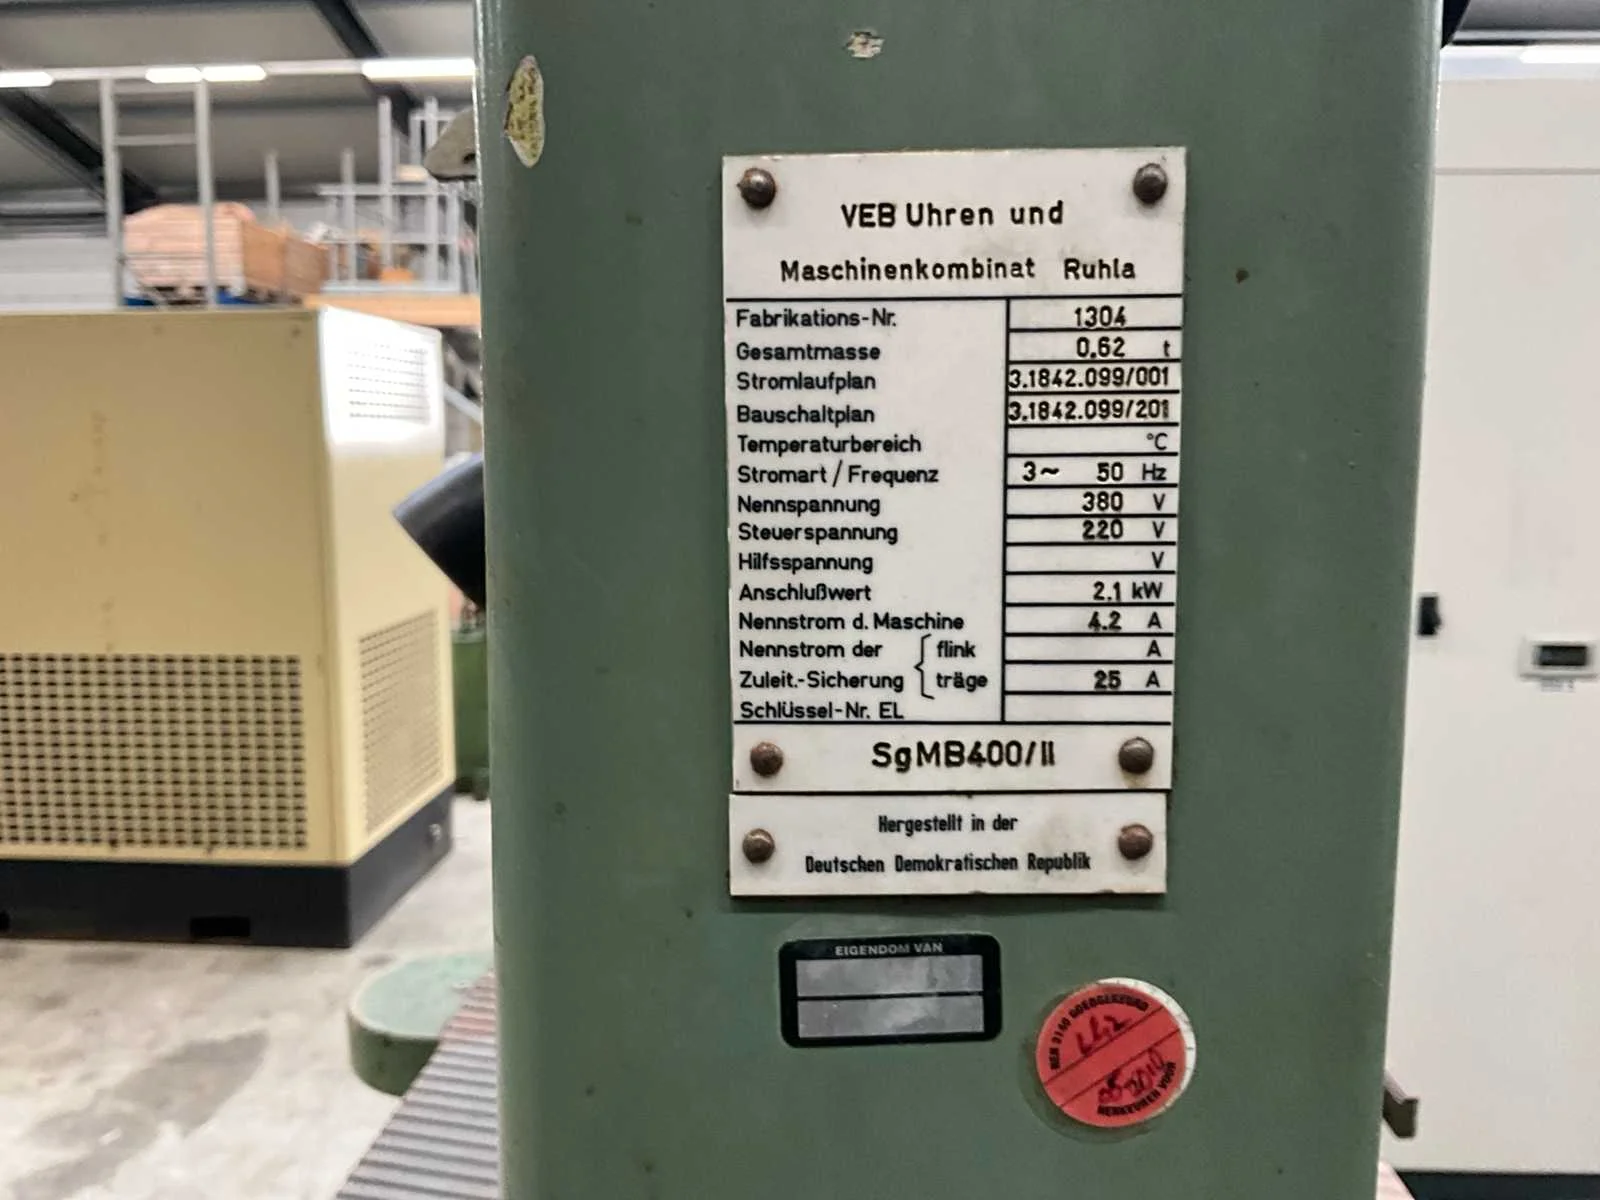 VEB Uhren und
Maschinenkombinat Ruhla
Fabrikations-Nr. 1304
Gesamtmasse 0.62 t
Stromlaufplan 3.1842.099/001
Bauschaltplan 3.1842.099/201
Temperaturbereich °C
Stromart / Frequenz 3~ 50 Hz
Nennspannung 380 V
Steuerspannung 220 V
Hilfsspannung V
Anschlußwert 2.1 kW
Nennstrom d. Maschine 4.2 A
Nennstrom der { flink A
Zuleit.-Sicherung { träge 25 A
Schlüssel-Nr. EL
SgMB400/II
Hergestellt in der
Deutschen Demokratischen Republik
EIGENDOM VAN
NEN 3140 GOEDGEKEURD
HERKEUREN VOOR